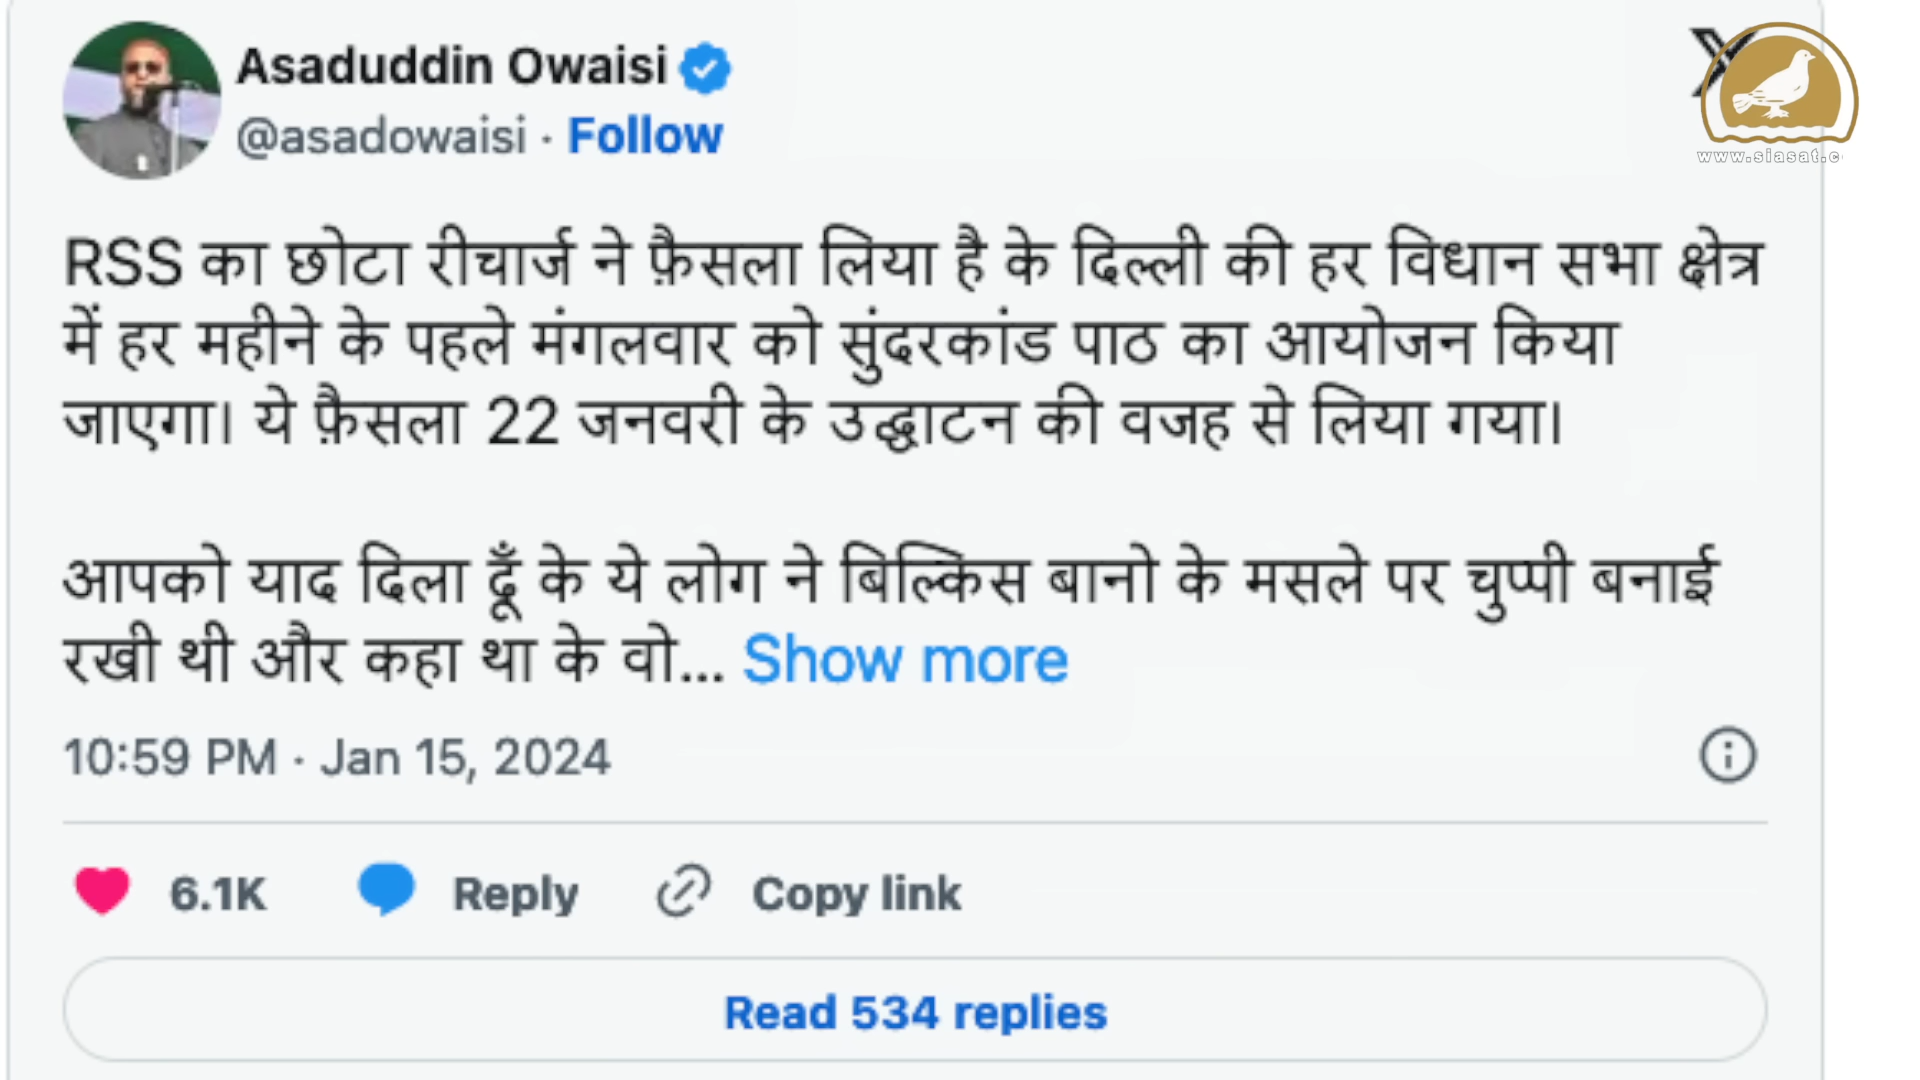 Asaduddin Owaisi
@asadowaisi · Follow
www.siasat.c
RSS का छोटा रीचार्ज ने फ़ैसला लिया है के दिल्ली की हर विधान सभा क्षेत्र
में हर महीने के पहले मंगलवार को सुंदरकांड पाठ का आयोजन किया
जाएगा। ये फ़ैसला 22 जनवरी के उद्घाटन की वजह से लिया गया।
आपको याद दिला दूँ के ये लोग ने बिल्किस बानो के मसले पर चुप्पी बनाई
रखी थी और कहा था के वो... Show more
10:59 PM · Jan 15, 2024
6.1K Reply Copy link
Read 534 replies